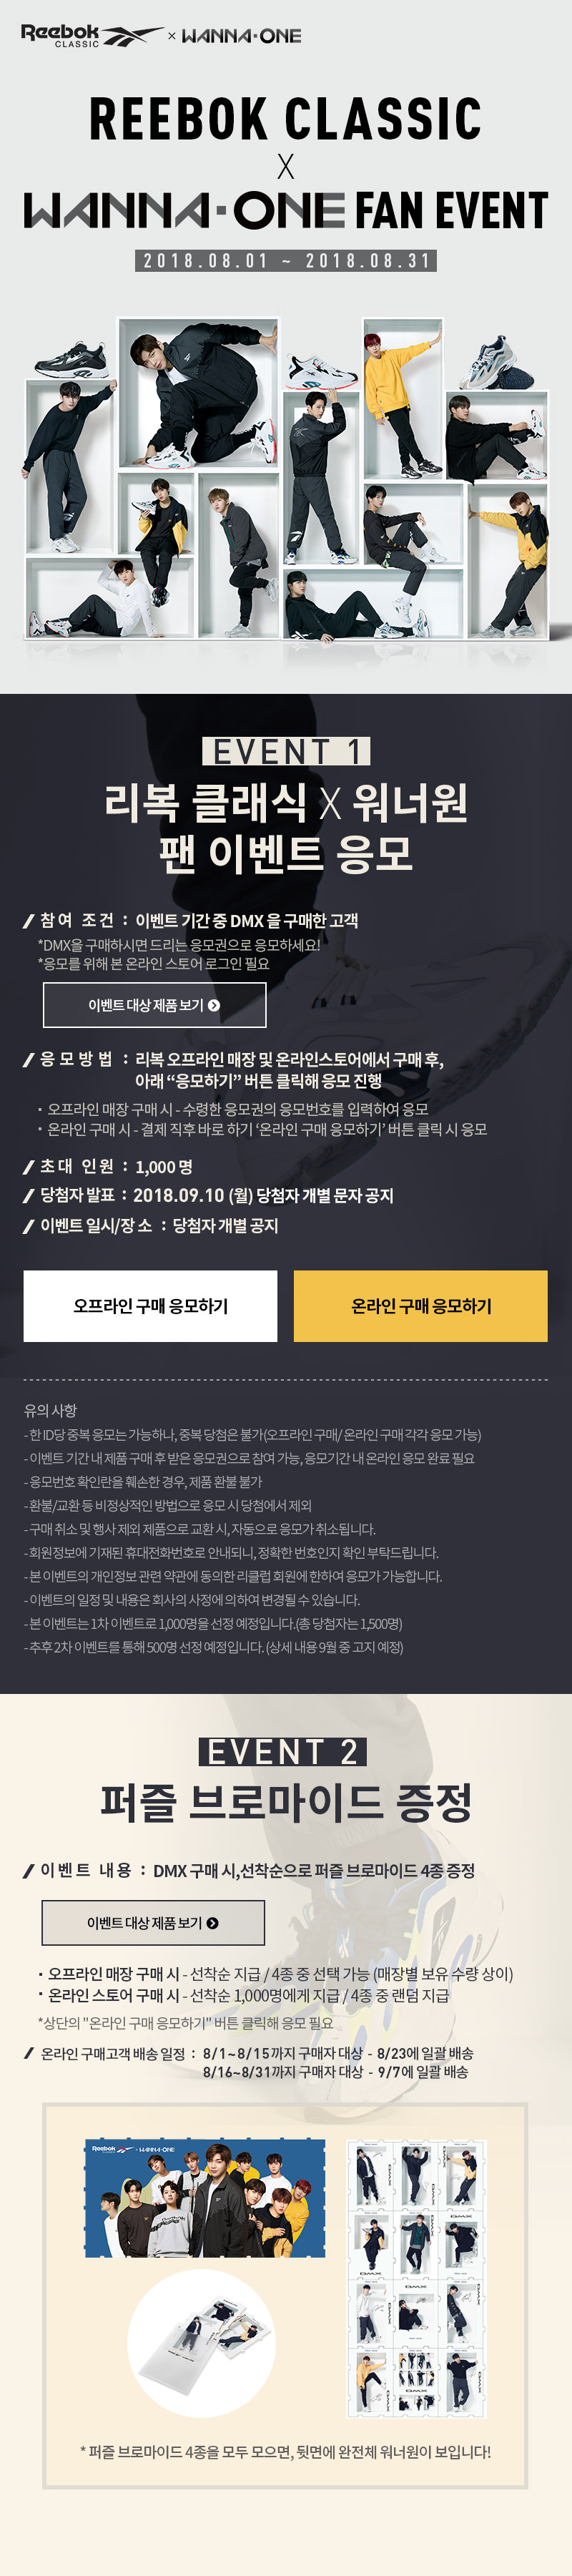 Reebok CLASSIC × WANNA·ONE
REEBOK CLASSIC
X
WANNA·ONE FAN EVENT
2018.08.01 ~ 2018.08.31
EVENT 1
리복 클래식 X 워너원
팬 이벤트 응모
참여 조건 : 이벤트 기간 중 DMX 을 구매한 고객
*DMX을 구매하시면 드리는 응모권으로 응모하세요!
*응모를 위해 본 온라인 스토어 로그인 필요
이벤트 대상 제품 보기
응모방법 : 리복 오프라인 매장 및 온라인스토어에서 구매 후,
아래 “응모하기” 버튼 클릭해 응모 진행
· 오프라인 매장 구매 시 - 수령한 응모권의 응모번호를 입력하여 응모
· 온라인 구매 시 - 결제 직후 바로 하기 ‘온라인 구매 응모하기’ 버튼 클릭 시 응모
초대 인원 : 1,000 명
당첨자 발표 : 2018.09.10 (월) 당첨자 개별 문자 공지
이벤트 일시/장소 : 당첨자 개별 공지
오프라인 구매 응모하기
온라인 구매 응모하기
유의 사항
- 한 ID당 중복 응모는 가능하나, 중복 당첨은 불가(오프라인 구매/ 온라인 구매 각각 응모 가능)
- 이벤트 기간 내 제품 구매 후 받은 응모권으로 참여 가능, 응모기간 내 온라인 응모 완료 필요
- 응모번호 확인란을 훼손한 경우, 제품 환불 불가
- 환불/교환 등 비정상적인 방법으로 응모 시 당첨에서 제외
- 구매 취소 및 행사 제외 제품으로 교환 시, 자동으로 응모가 취소됩니다.
- 회원정보에 기재된 휴대전화번호로 안내되니, 정확한 번호인지 확인 부탁드립니다.
- 본 이벤트의 개인정보 관련 약관에 동의한 리클럽 회원에 한하여 응모가 가능합니다.
- 이벤트의 일정 및 내용은 회사의 사정에 의하여 변경될 수 있습니다.
- 본 이벤트는 1차 이벤트로 1,000명을 선정 예정입니다.(총 당첨자는 1,500명)
- 추후 2차 이벤트를 통해 500명 선정 예정입니다. (상세 내용 9월 중 고지 예정)
EVENT 2
퍼즐 브로마이드 증정
이벤트 내용 : DMX 구매 시,선착순으로 퍼즐 브로마이드 4종 증정
이벤트 대상 제품 보기
· 오프라인 매장 구매 시 - 선착순 지급 / 4종 중 선택 가능 (매장별 보유 수량 상이)
· 온라인 스토어 구매 시 - 선착순 1,000명에게 지급 / 4종 중 랜덤 지급
*상단의 "온라인 구매 응모하기" 버튼 클릭해 응모 필요
온라인 구매고객 배송 일정 : 8/1~8/15까지 구매자 대상 - 8/23에 일괄 배송
8/16~8/31까지 구매자 대상 - 9/7에 일괄 배송
Reebok × WANNA·ONE
DMX
DMX
DMX
DMX
* 퍼즐 브로마이드 4종을 모두 모으면, 뒷면에 완전체 워너원이 보입니다!